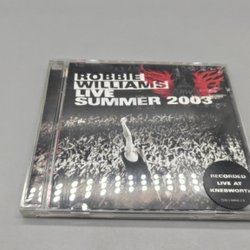 ROBBIE
WILLIAMS
LIVE
SUMMER 2003
RECORDED
LIVE AT
KNEBWORTH